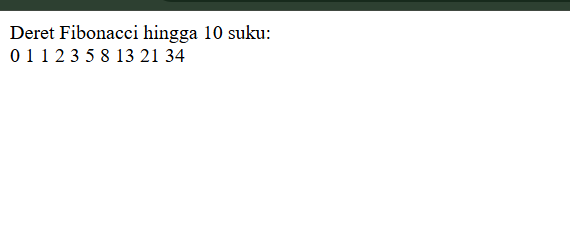 Deret Fibonacci hingga 10 suku:
0 1 1 2 3 5 8 13 21 34